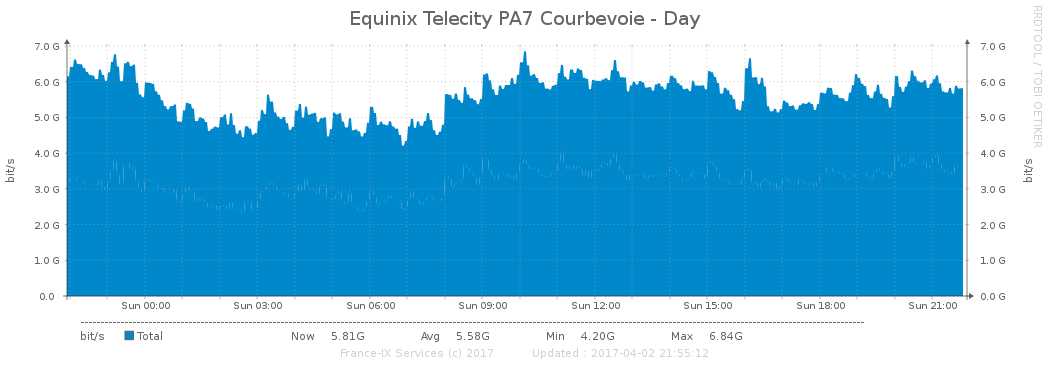 Equinix Telecity PA7 Courbevoie - Day
RRDTOOL / TOBI OETIKER
7.0 G 7.0 G
6.0 G 6.0 G
5.0 G 5.0 G
4.0 G 4.0 G
3.0 G 3.0 G
2.0 G 2.0 G
1.0 G 1.0 G
0.0 0.0 G
bit/s bit/s
Sun 00:00 Sun 03:00 Sun 06:00 Sun 09:00 Sun 12:00 Sun 15:00 Sun 18:00 Sun 21:00
bit/s Total Now 5.81G Avg 5.58G Min 4.20G Max 6.84G
France-IX Services (c) 2017 Updated : 2017-04-02 21:55:12